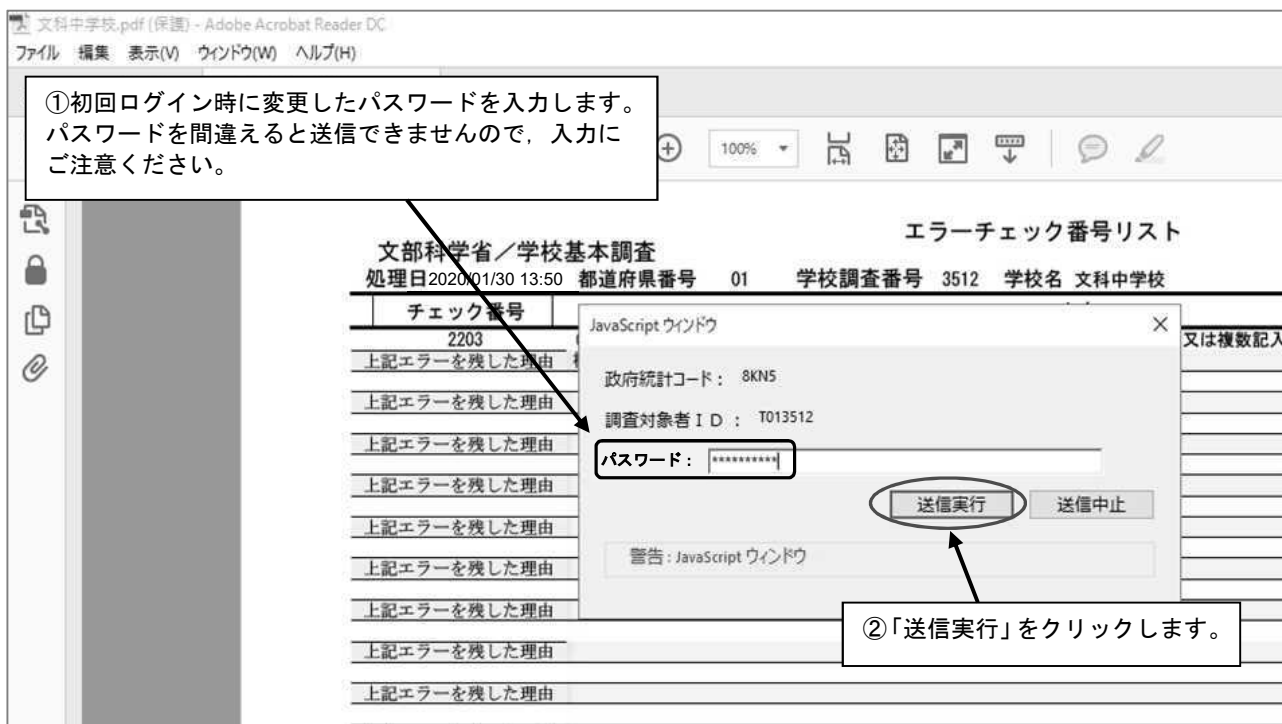 文科中学校.pdf (保護) - Adobe Acrobat Reader DC
ファイル 編集 表示(V) ウィンドウ(W) ヘルプ(H)
①初回ログイン時に変更したパスワードを入力します。
パスワードを間違えると送信できませんので，入力に
ご注意ください。
100%
エラーチェック番号リスト
文部科学省／学校基本調査
処理日2020/01/30 13:50 都道府県番号 01 学校調査番号 3512 学校名 文科中学校
チェック番号
2203
又は複数記入
上記エラーを残した理由
上記エラーを残した理由
上記エラーを残した理由
上記エラーを残した理由
上記エラーを残した理由
上記エラーを残した理由
上記エラーを残した理由
上記エラーを残した理由
上記エラーを残した理由
JavaScript ウィンドウ
政府統計コード： 8KN5
調査対象者ＩＤ ： T013512
パスワード： **********
送信実行 送信中止
警告 : JavaScript ウィンドウ
②「送信実行」をクリックします。